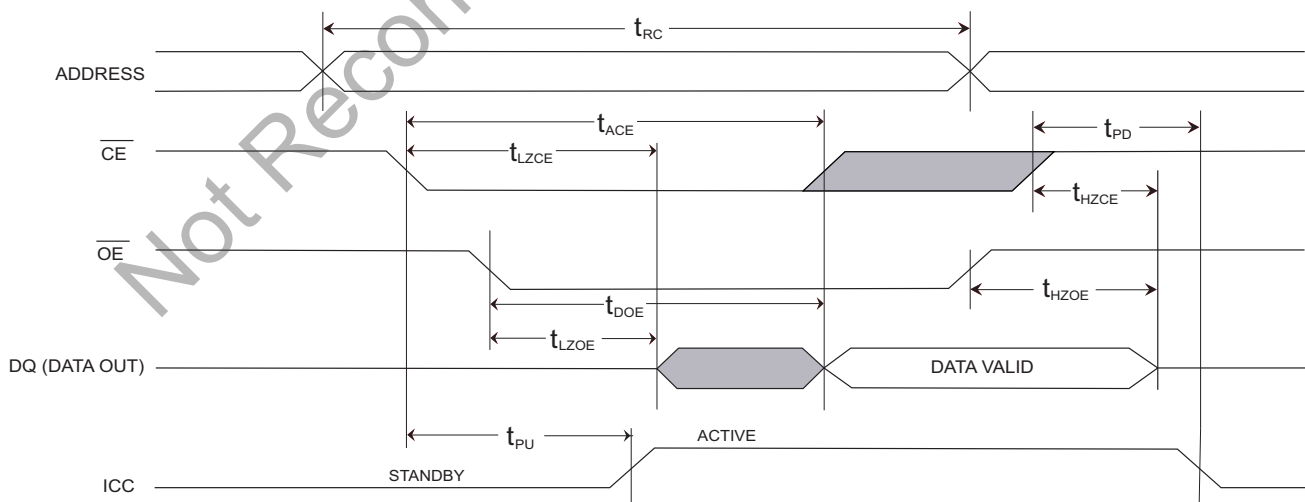 Not Recom
tRC
ADDRESS
tACE
tPD
CE
tLZCE
tHZCE
OE
tHZOE
tDOE
tLZOE
DQ (DATA OUT)
DATA VALID
tPU
ACTIVE
STANDBY
ICC